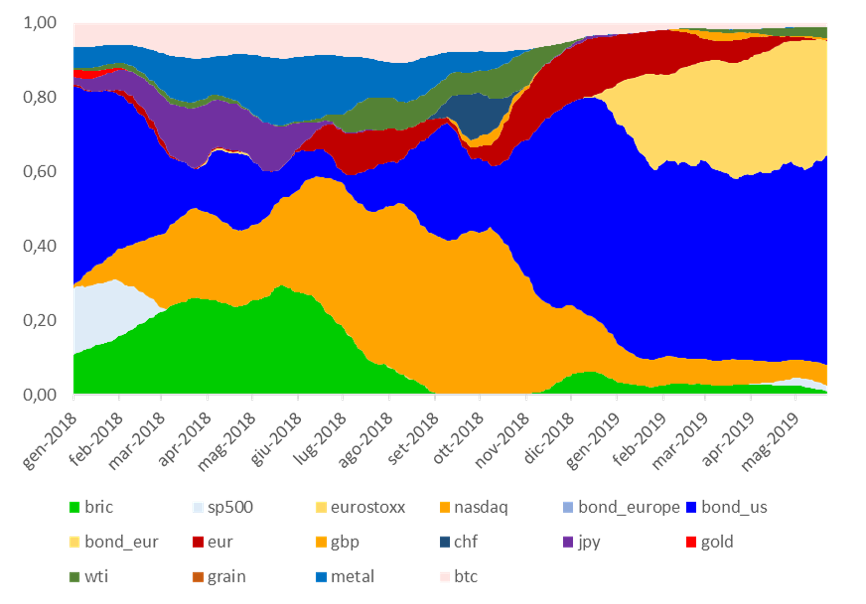 1,00
0,80
0,60
0,40
0,20
0,00
gen-2018 feb-2018 mar-2018 apr-2018 mag-2018 giu-2018 lug-2018 ago-2018 set-2018 ott-2018 nov-2018 dic-2018 gen-2019 feb-2019 mar-2019 apr-2019 mag-2019
bric sp500 eurostoxx nasdaq bond_europe bond_us
bond_eur eur gbp chf jpy gold
wti grain metal btc